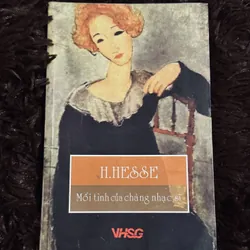 H.HESSE
Mối tình của chàng nhạc sĩ
VHSG